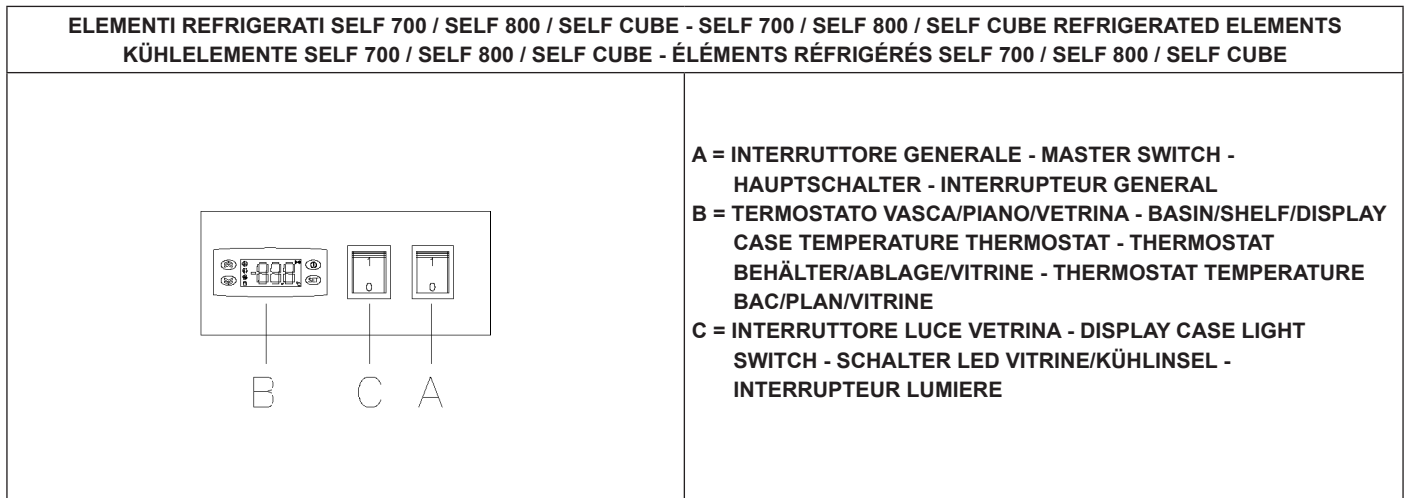 ELEMENTI REFRIGERATI SELF 700 / SELF 800 / SELF CUBE - SELF 700 / SELF 800 / SELF CUBE REFRIGERATED ELEMENTS
KÜHLELEMENTE SELF 700 / SELF 800 / SELF CUBE - ÉLÉMENTS RÉFRIGÉRÉS SELF 700 / SELF 800 / SELF CUBE
-88.8
SET
1
0
1
0
B
C
A
A = INTERRUTTORE GENERALE - MASTER SWITCH -
HAUPTSCHALTER - INTERRUPTEUR GENERAL
B = TERMOSTATO VASCA/PIANO/VETRINA - BASIN/SHELF/DISPLAY
CASE TEMPERATURE THERMOSTAT - THERMOSTAT
BEHÄLTER/ABLAGE/VITRINE - THERMOSTAT TEMPERATURE
BAC/PLAN/VITRINE
C = INTERRUTTORE LUCE VETRINA - DISPLAY CASE LIGHT
SWITCH - SCHALTER LED VITRINE/KÜHLINSEL -
INTERRUPTEUR LUMIERE